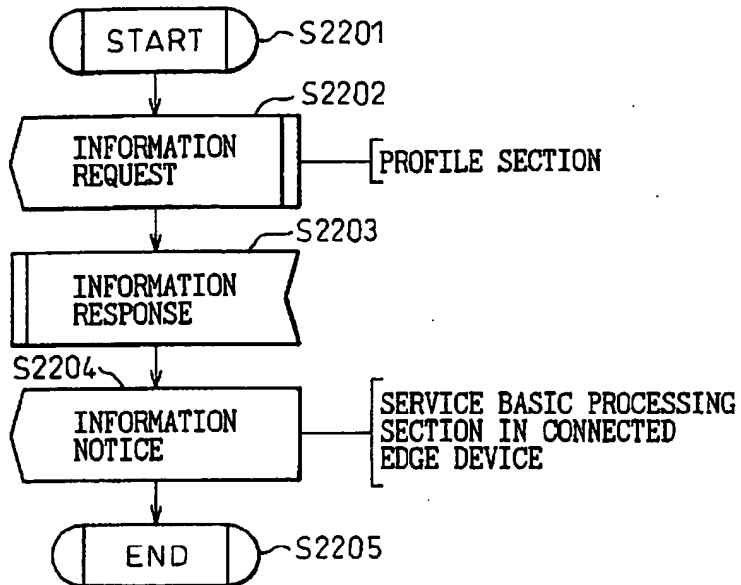 START
S2201
S2202
INFORMATION
REQUEST
PROFILE SECTION
S2203
INFORMATION
RESPONSE
S2204
INFORMATION
NOTICE
SERVICE BASIC PROCESSING
SECTION IN CONNECTED
EDGE DEVICE
END
S2205